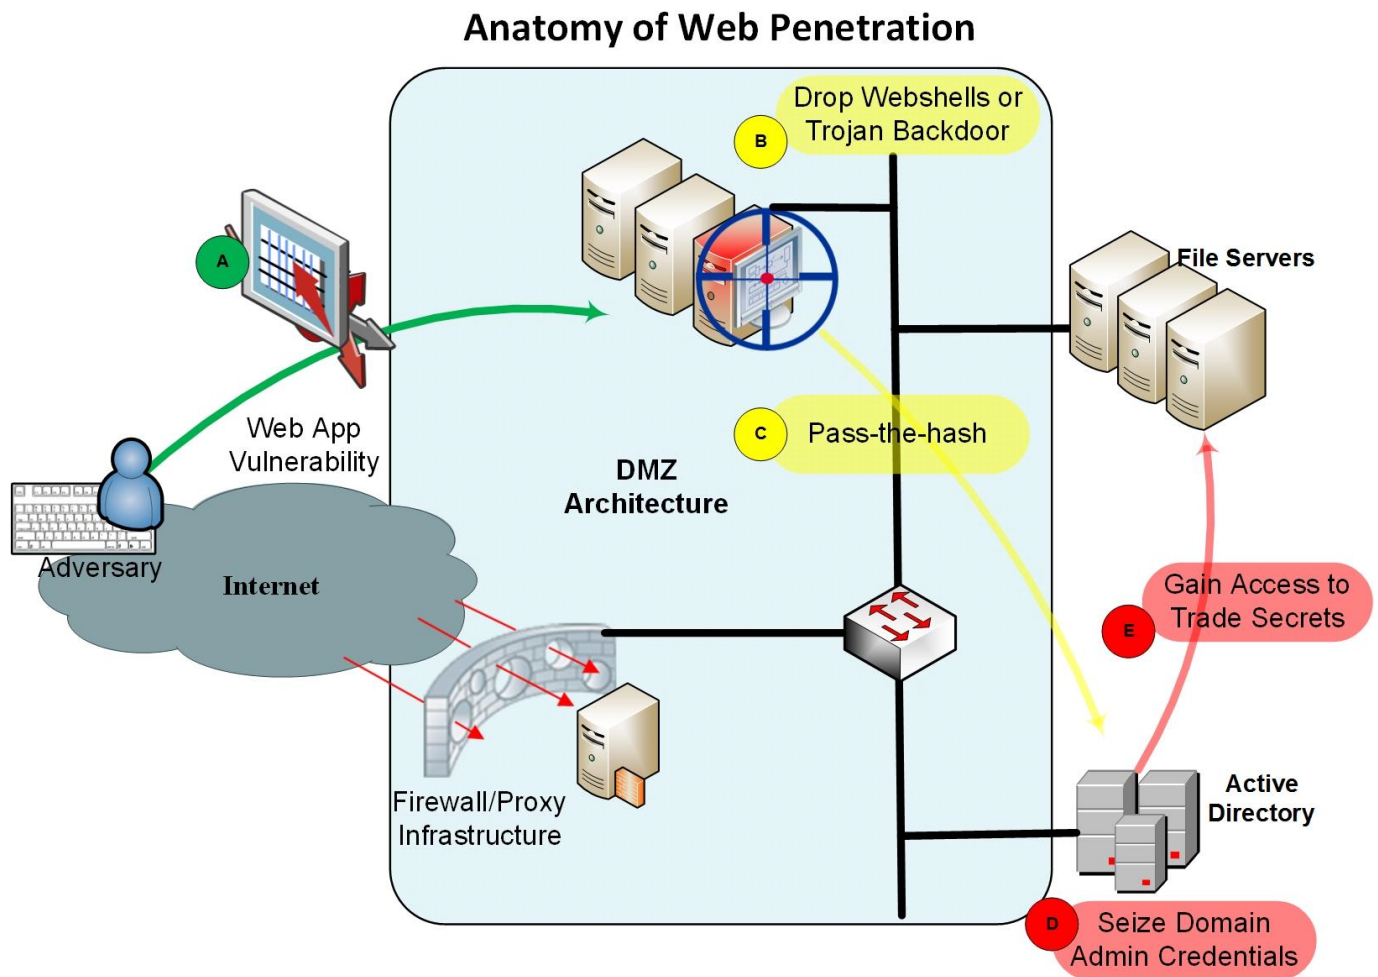 Anatomy of Web Penetration
B
Drop Webshells or
Trojan Backdoor
A
File Servers
Web App
Vulnerability
C
Pass-the-hash
DMZ
Architecture
Adversary
Internet
E
Gain Access to
Trade Secrets
Firewall/Proxy
Infrastructure
Active
Directory
D
Seize Domain
Admin Credentials